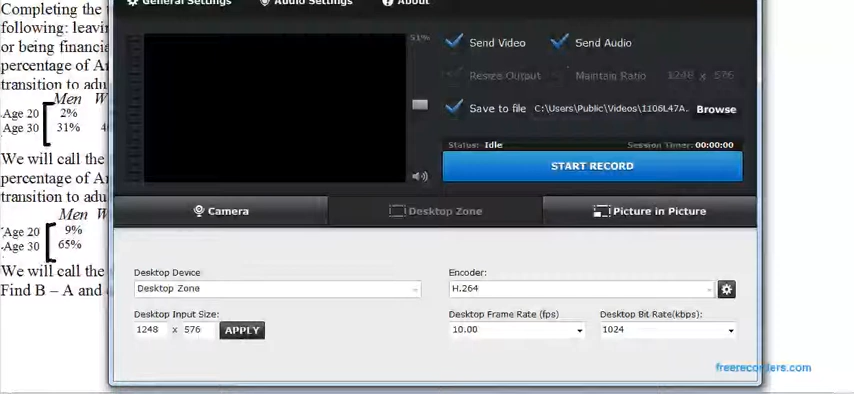 General Settings Audio Settings About
Completing the
following: leavi
or being financia
percentage of A
transition to adu
Men W
Age 20 2%
Age 30 31% 4
We will call the
percentage of A
transition to adu
Men W
Age 20 9%
Age 30 65%
We will call the
Find B – A and
51%
Send Video Send Audio
Resize Output Maintain Ratio 1248 x 576
Save to file C:\Users\Public\Videos\1106L47A. Browse
Status: Idle Session Timer: 00:00:00
START RECORD
Camera Desktop Zone Picture in Picture
Desktop Device Encoder:
Desktop Zone H.264
Desktop Input Size: Desktop Frame Rate (fps) Desktop Bit Rate(kbps):
1248 x 576 APPLY 10.00 1024
freerecorders.com